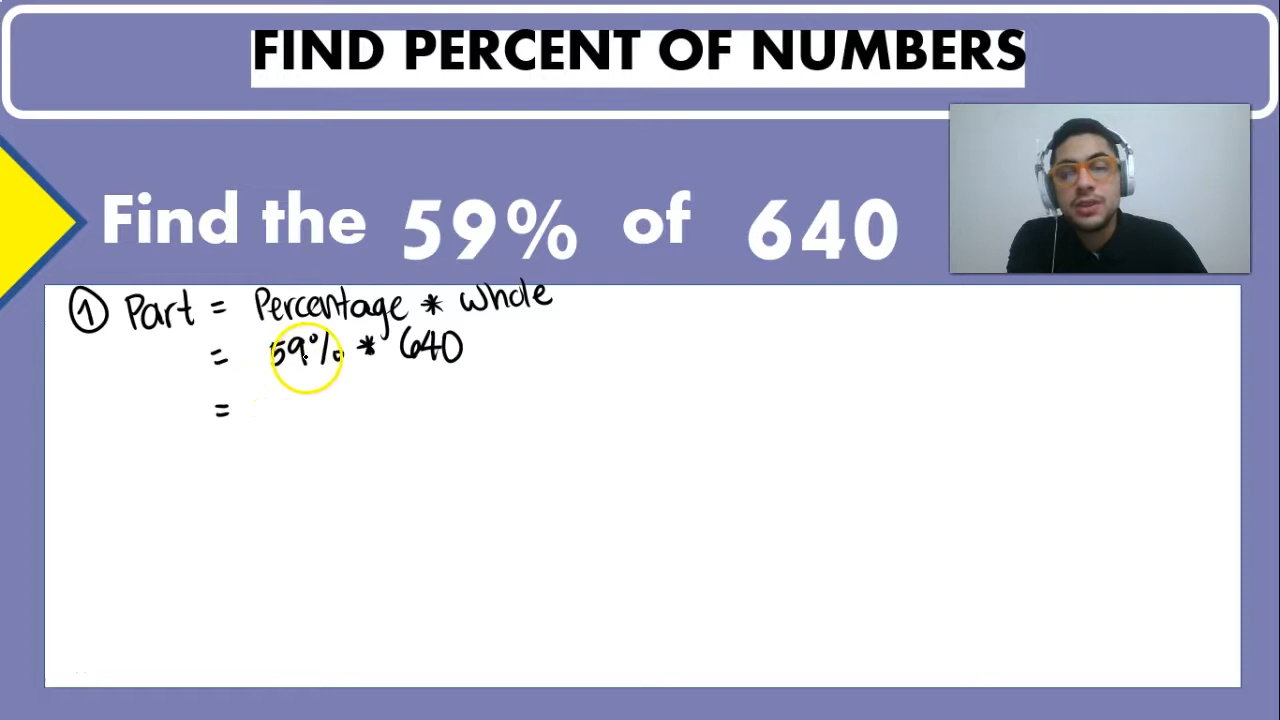 FIND PERCENT OF NUMBERS
Find the 59% of 640
① Part = Percentage * Whole
= 59% * 640
=